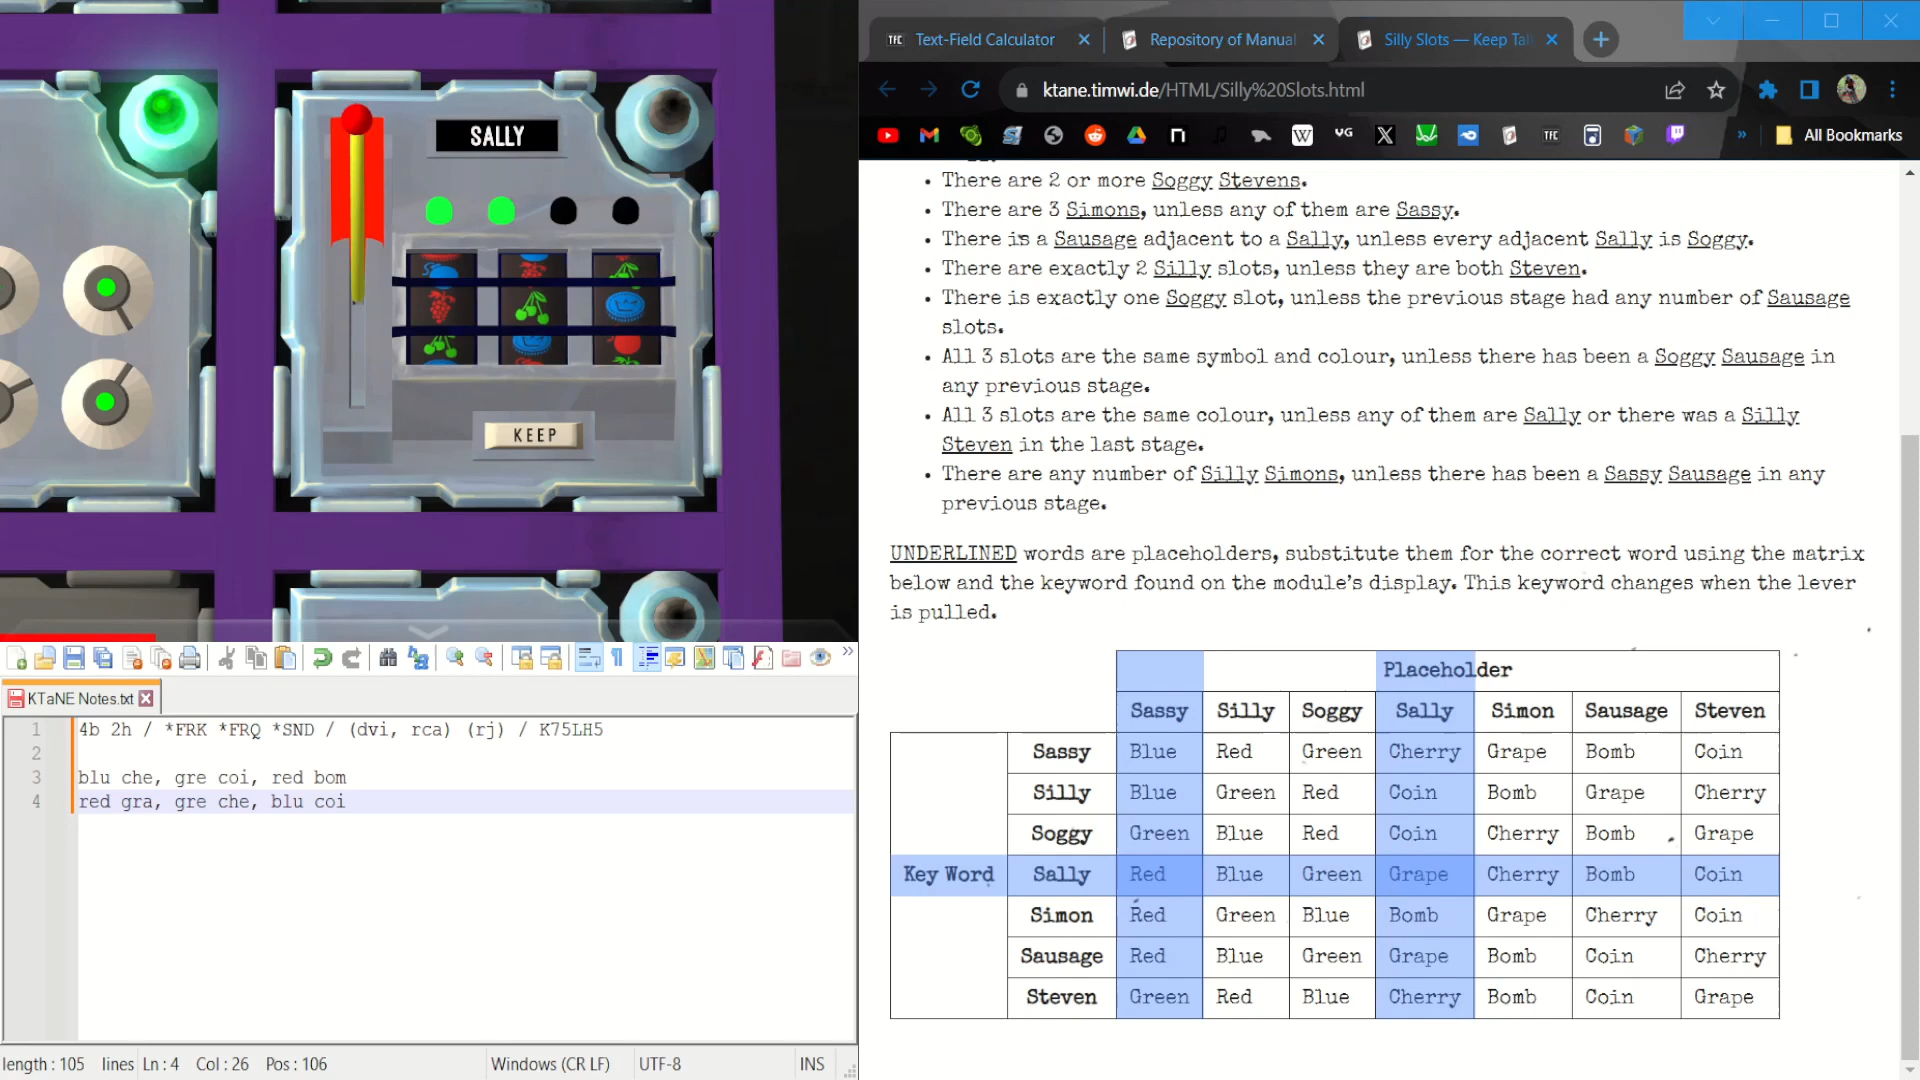 SALLY
KEEP
TFC Text-Field Calculator
Repository of Manual
Silly Slots — Keep Tal
ktane.timwi.de/HTML/Silly%20Slots.html
W VG TFC » All Bookmarks
There are 2 or more Soggy Stevens.
There are 3 Simons, unless any of them are Sassy.
There is a Sausage adjacent to a Sally, unless every adjacent Sally is Soggy.
There are exactly 2 Silly slots, unless they are both Steven.
There is exactly one Soggy slot, unless the previous stage had any number of Sausage
slots.
All 3 slots are the same symbol and colour, unless there has been a Soggy Sausage in
any previous stage.
All 3 slots are the same colour, unless any of them are Sally or there was a Silly
Steven in the last stage.
There are any number of Silly Simons, unless there has been a Sassy Sausage in any
previous stage.
UNDERLINED words are placeholders, substitute them for the correct word using the matrix
below and the keyword found on the module's display. This keyword changes when the lever
is pulled.
Placeholder
Sassy Silly Soggy Sally Simon Sausage Steven
Key Word
Sassy Blue Red Green Cherry Grape Bomb Coin
Silly Blue Green Red Coin Bomb Grape Cherry
Soggy Green Blue Red Coin Cherry Bomb Grape
Sally Red Blue Green Grape Cherry Bomb Coin
Simon Red Green Blue Bomb Grape Cherry Coin
Sausage Red Blue Green Grape Bomb Coin Cherry
Steven Green Red Blue Cherry Bomb Coin Grape
KTaNE Notes.txt
1 4b 2h / *FRK *FRQ *SND / (dvi, rca) (rj) / K75LH5
2
3 blu che, gre coi, red bom
4 red gra, gre che, blu coi
length : 105 lines Ln : 4 Col : 26 Pos : 106 Windows (CR LF) UTF-8 INS